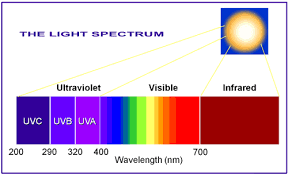 THE LIGHT SPECTRUM
Ultraviolet Visible Infrared
UVC UVB UVA
200 290 320 400 700
Wavelength (nm)